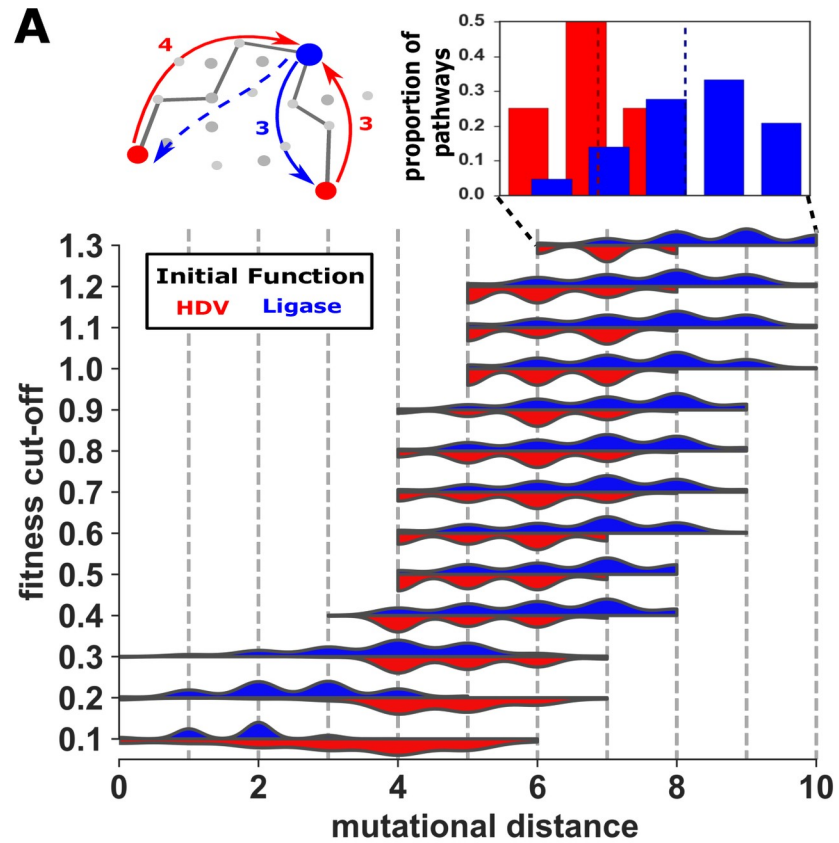 A
4
3
3
proportion of
pathways
0.5
0.4
0.3
0.2
0.1
0.0
Initial Function
HDV Ligase
fitness cut-off
1.3
1.2
1.1
1.0
0.9
0.8
0.7
0.6
0.5
0.4
0.3
0.2
0.1
0 2 4 6 8 10
mutational distance